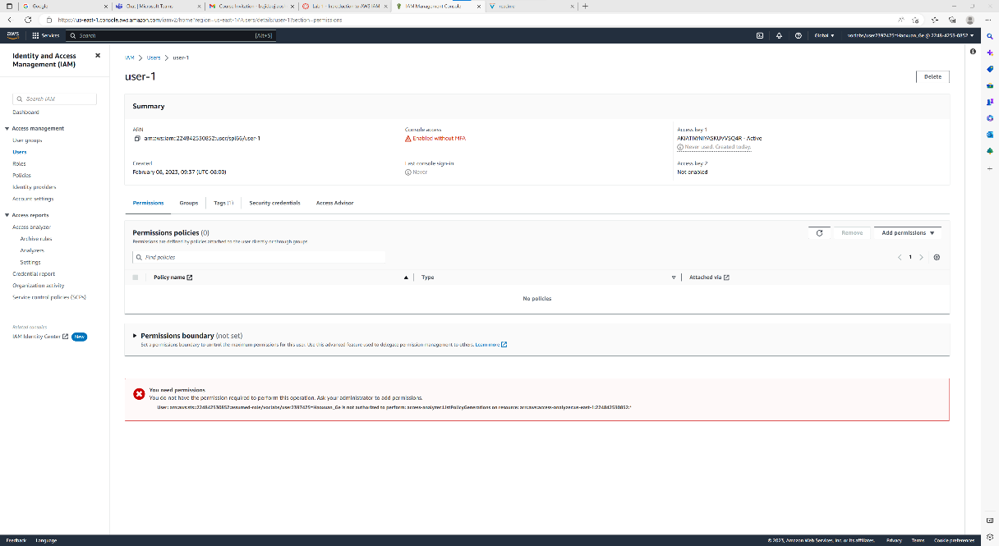 Google
Chat | Microsoft Teams
Course Invitation - bojidaojiaosh
Lab 1 - Introduction to AWS IAM
IAM Management Console
readme
https://us-east-1.console.aws.amazon.com/iamv2/home?region=us-east-1#/users/details/user-1?section=permissions
aws
Services
Search
[Alt+S]
Global
voclabs/user2397425=Haoxuan_Ge @ 2248-4253-0852
Identity and Access
Management (IAM)
Search IAM
Dashboard
Access management
User groups
Users
Roles
Policies
Identity providers
Account settings
Access reports
Access analyzer
Archive rules
Analyzers
Settings
Credential report
Organization activity
Service control policies (SCPs)
Related consoles
IAM Identity Center
New
IAM
Users
user-1
user-1
Delete
Summary
ARN
arn:aws:iam::224842530852:user/spl66/user-1
Console access
Enabled without MFA
Access key 1
AKIATIWNIYASKUVVSQ4R - Active
Never used. Created today.
Created
February 08, 2023, 09:37 (UTC-08:00)
Last console sign-in
Never
Access key 2
Not enabled
Permissions
Groups
Tags (1)
Security credentials
Access Advisor
Permissions policies (0)
Permissions are defined by policies attached to the user directly or through groups
Remove
Add permissions
Find policies
1
Policy name
Type
Attached via
No policies
Permissions boundary (not set)
Set a permissions boundary to control the maximum permissions for this user. Use this advanced feature used to delegate permission management to others. Learn more
You need permissions
You do not have the permission required to perform this operation. Ask your administrator to add permissions.
User: arn:aws:sts::224842530852:assumed-role/voclabs/user2397425=Haoxuan_Ge is not authorized to perform: access-analyzer:ListPolicyGenerations on resource: arn:aws:access-analyzer:us-east-1:224842530852:*
Feedback
Language
© 2023, Amazon Web Services, Inc. or its affiliates.
Privacy
Terms
Cookie preferences